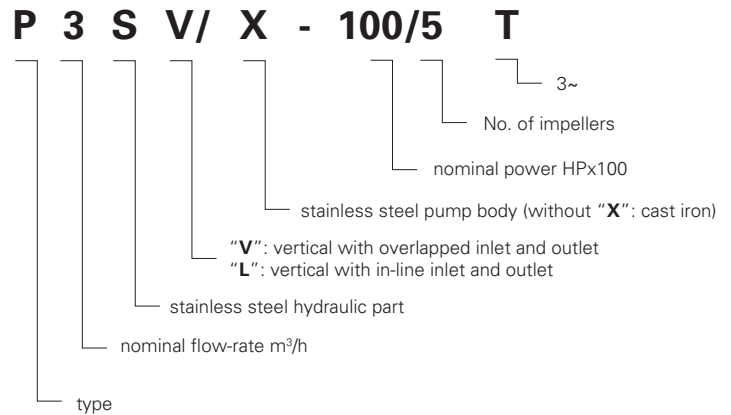 P 3 S V/ X - 100/5 T
3~
No. of impellers
nominal power HPx100
stainless steel pump body (without “X”: cast iron)
“V”: vertical with overlapped inlet and outlet
“L”: vertical with in-line inlet and outlet
stainless steel hydraulic part
nominal flow-rate m³/h
type